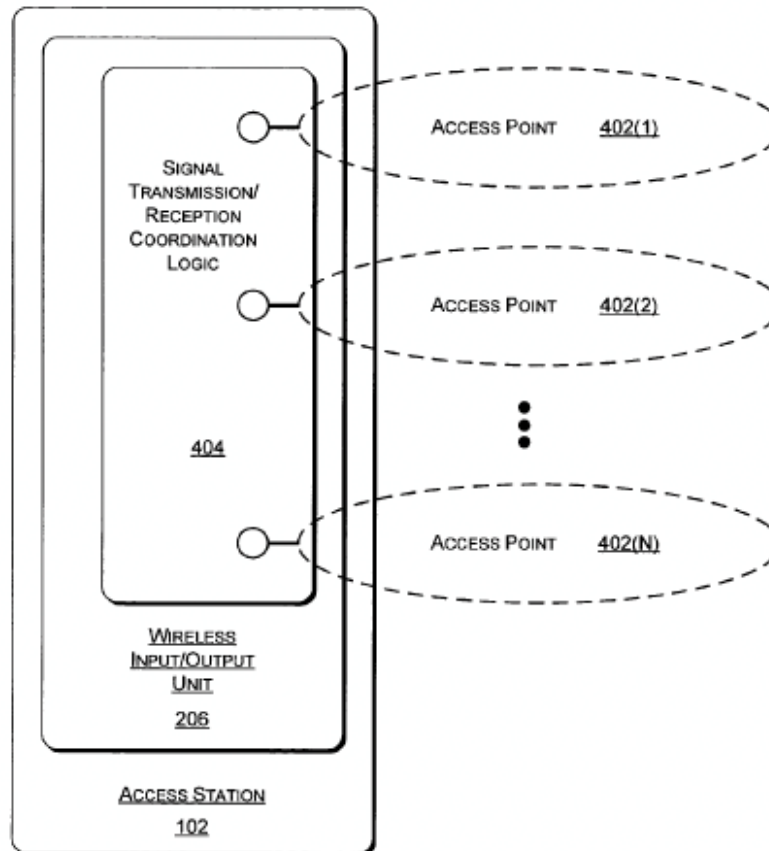 ACCESS POINT 402(1)
SIGNAL
TRANSMISSION/
RECEPTION
COORDINATION
LOGIC
ACCESS POINT 402(2)
404
ACCESS POINT 402(N)
WIRELESS
INPUT/OUTPUT
UNIT
206
ACCESS STATION
102